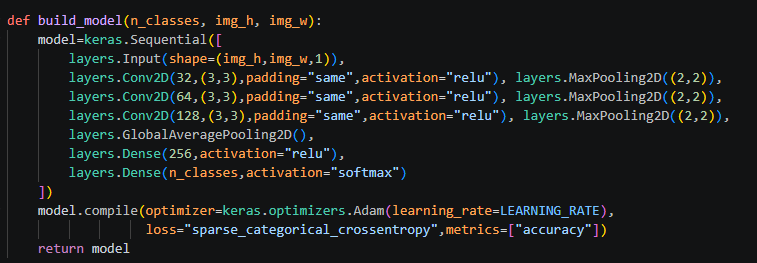 def build_model(n_classes, img_h, img_w):
    model=keras.Sequential([
        layers.Input(shape=(img_h,img_w,1)),
        layers.Conv2D(32,(3,3),padding="same",activation="relu"), layers.MaxPooling2D((2,2)),
        layers.Conv2D(64,(3,3),padding="same",activation="relu"), layers.MaxPooling2D((2,2)),
        layers.Conv2D(128,(3,3),padding="same",activation="relu"), layers.MaxPooling2D((2,2)),
        layers.GlobalAveragePooling2D(),
        layers.Dense(256,activation="relu"),
        layers.Dense(n_classes,activation="softmax")
    ])
    model.compile(optimizer=keras.optimizers.Adam(learning_rate=LEARNING_RATE),
                  loss="sparse_categorical_crossentropy",metrics=["accuracy"])
    return model